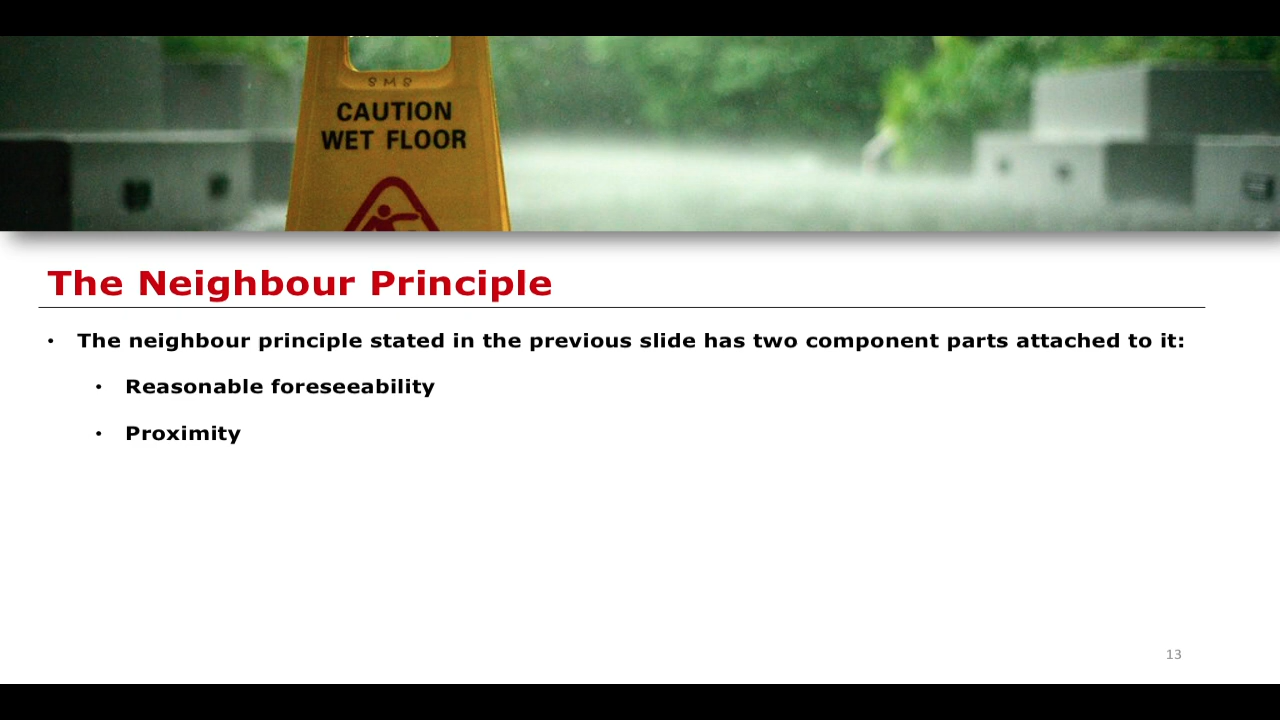 SMS
CAUTION
WET FLOOR
The Neighbour Principle
• The neighbour principle stated in the previous slide has two component parts attached to it:
• Reasonable foreseeability
• Proximity
13